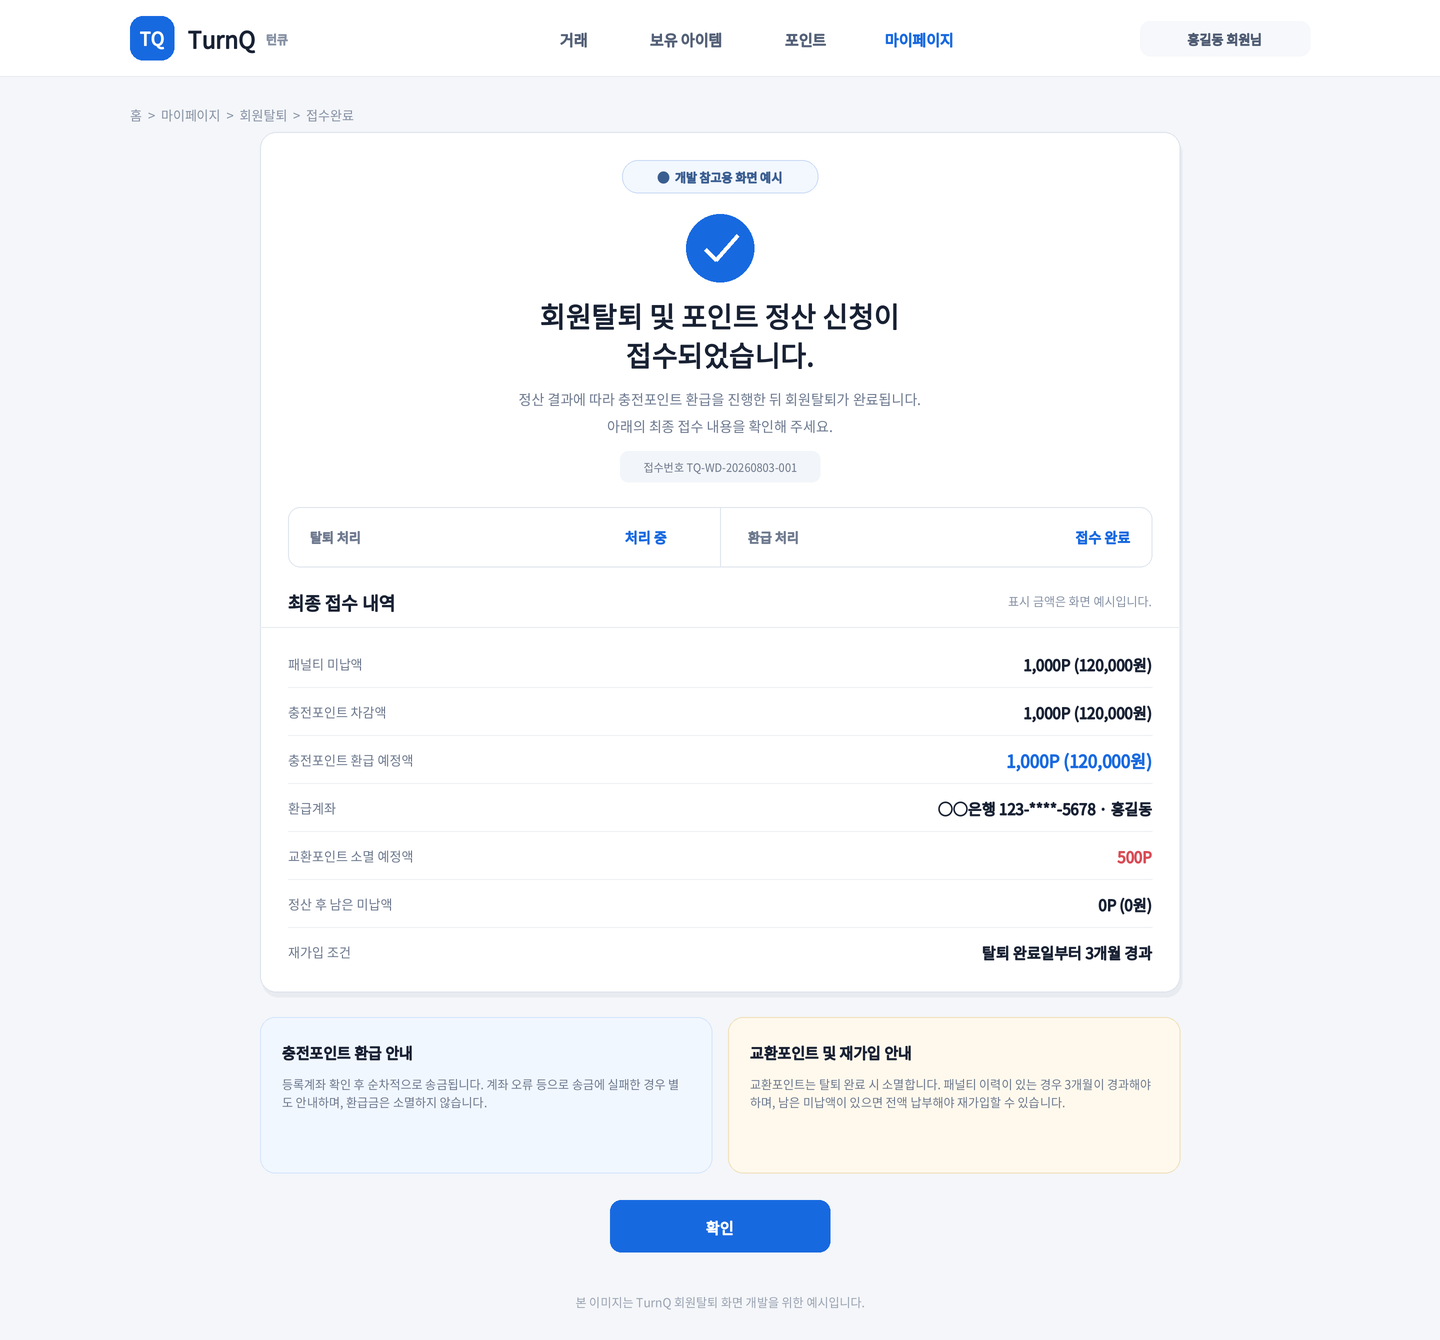 TQ TurnQ 턴큐 거래 보유 아이템 포인트 마이페이지 홍길동 회원님
홈 > 마이페이지 > 회원탈퇴 > 접수완료
● 개발 참고용 화면 예시
회원탈퇴 및 포인트 정산 신청이
접수되었습니다.
정산 결과에 따라 충전포인트 환급을 진행한 뒤 회원탈퇴가 완료됩니다.
아래의 최종 접수 내용을 확인해 주세요.
접수번호 TQ-WD-20260803-001
탈퇴 처리 처리 중 환급 처리 접수 완료
최종 접수 내역 표시 금액은 화면 예시입니다.
패널티 미납액 1,000P (120,000원)
충전포인트 차감액 1,000P (120,000원)
충전포인트 환급 예정액 1,000P (120,000원)
환급계좌 ○○은행 123-****-5678 · 홍길동
교환포인트 소멸 예정액 500P
정산 후 남은 미납액 0P (0원)
재가입 조건 탈퇴 완료일부터 3개월 경과
충전포인트 환급 안내
등록계좌 확인 후 순차적으로 송금됩니다. 계좌 오류 등으로 송금에 실패한 경우 별
도 안내하며, 환급금은 소멸하지 않습니다.
교환포인트 및 재가입 안내
교환포인트는 탈퇴 완료 시 소멸합니다. 패널티 이력이 있는 경우 3개월이 경과해야
하며, 남은 미납액이 있으면 전액 납부해야 재가입할 수 있습니다.
확인
본 이미지는 TurnQ 회원탈퇴 화면 개발을 위한 예시입니다.